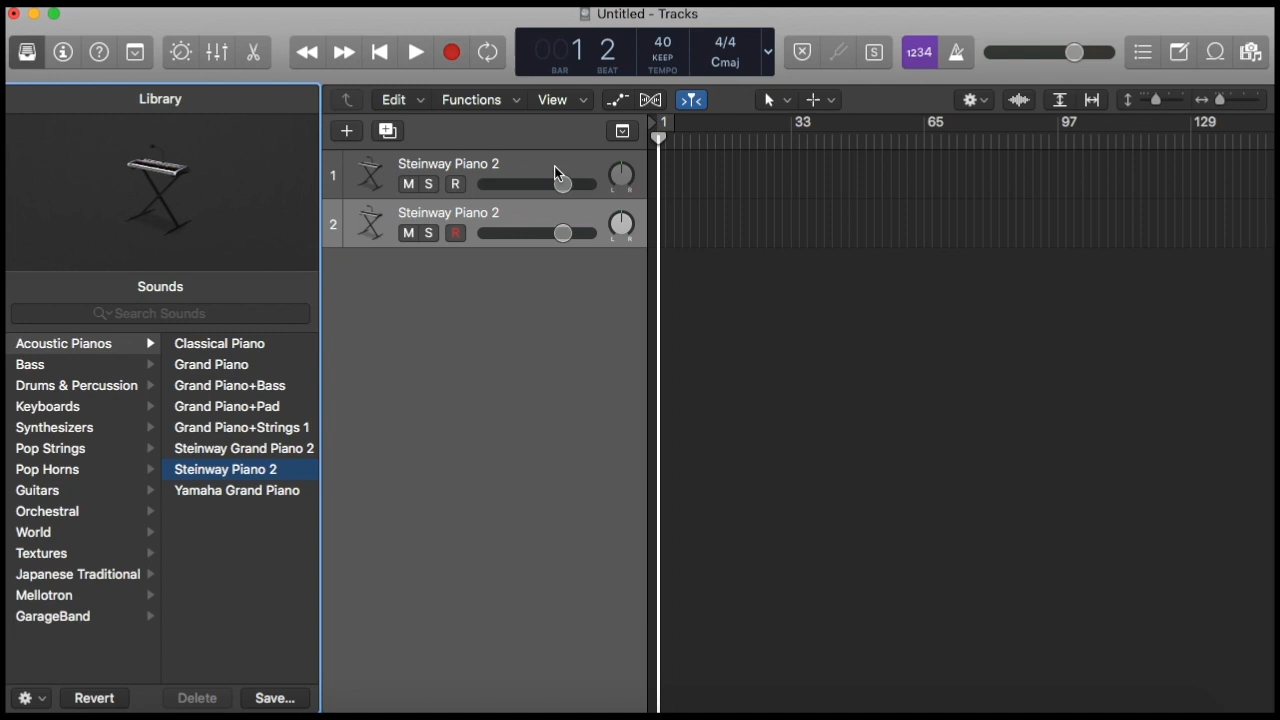 Untitled - Tracks
001 2
BAR BEAT
40
KEEP
TEMPO
4/4
Cmaj
S
1234
Library
Edit
Functions
View
1 33 65 97 129
Sounds
Search Sounds
1
Steinway Piano 2
M S R
L R
2
Steinway Piano 2
M S R
L R
Acoustic Pianos
Bass
Drums & Percussion
Keyboards
Synthesizers
Pop Strings
Pop Horns
Guitars
Orchestral
World
Textures
Japanese Traditional
Mellotron
GarageBand
Classical Piano
Grand Piano
Grand Piano+Bass
Grand Piano+Pad
Grand Piano+Strings 1
Steinway Grand Piano 2
Steinway Piano 2
Yamaha Grand Piano
Revert
Delete
Save...